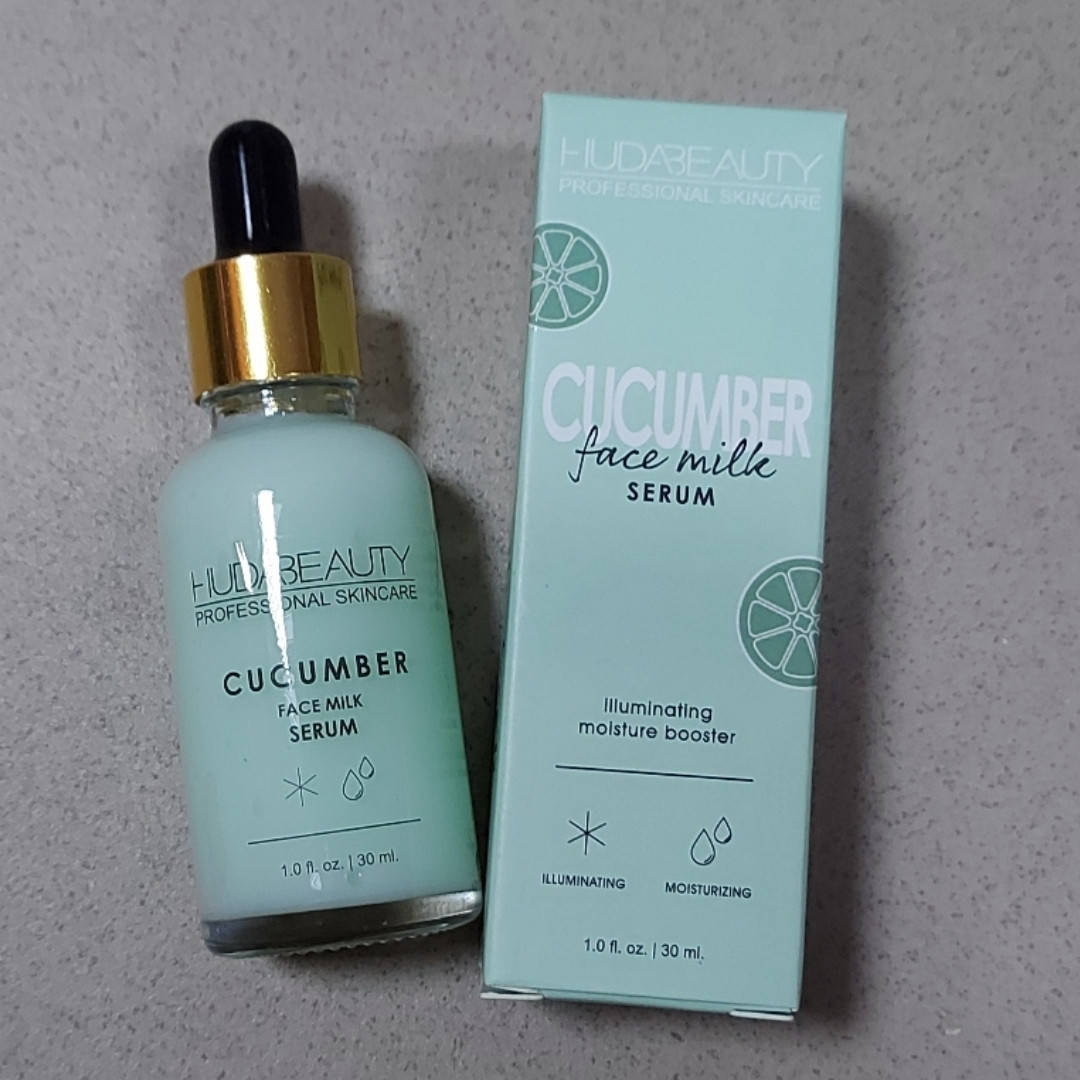 HUDABEAUTY
PROFESSIONAL SKINCARE
CUCUMBER
FACE MILK
SERUM
1.0 fl. oz. | 30 ml.
HUDABEAUTY
PROFESSIONAL SKINCARE
CUCUMBER
face milk
SERUM
Illuminating
moisture booster
ILLUMINATING MOISTURIZING
1.0 fl. oz. | 30 ml.